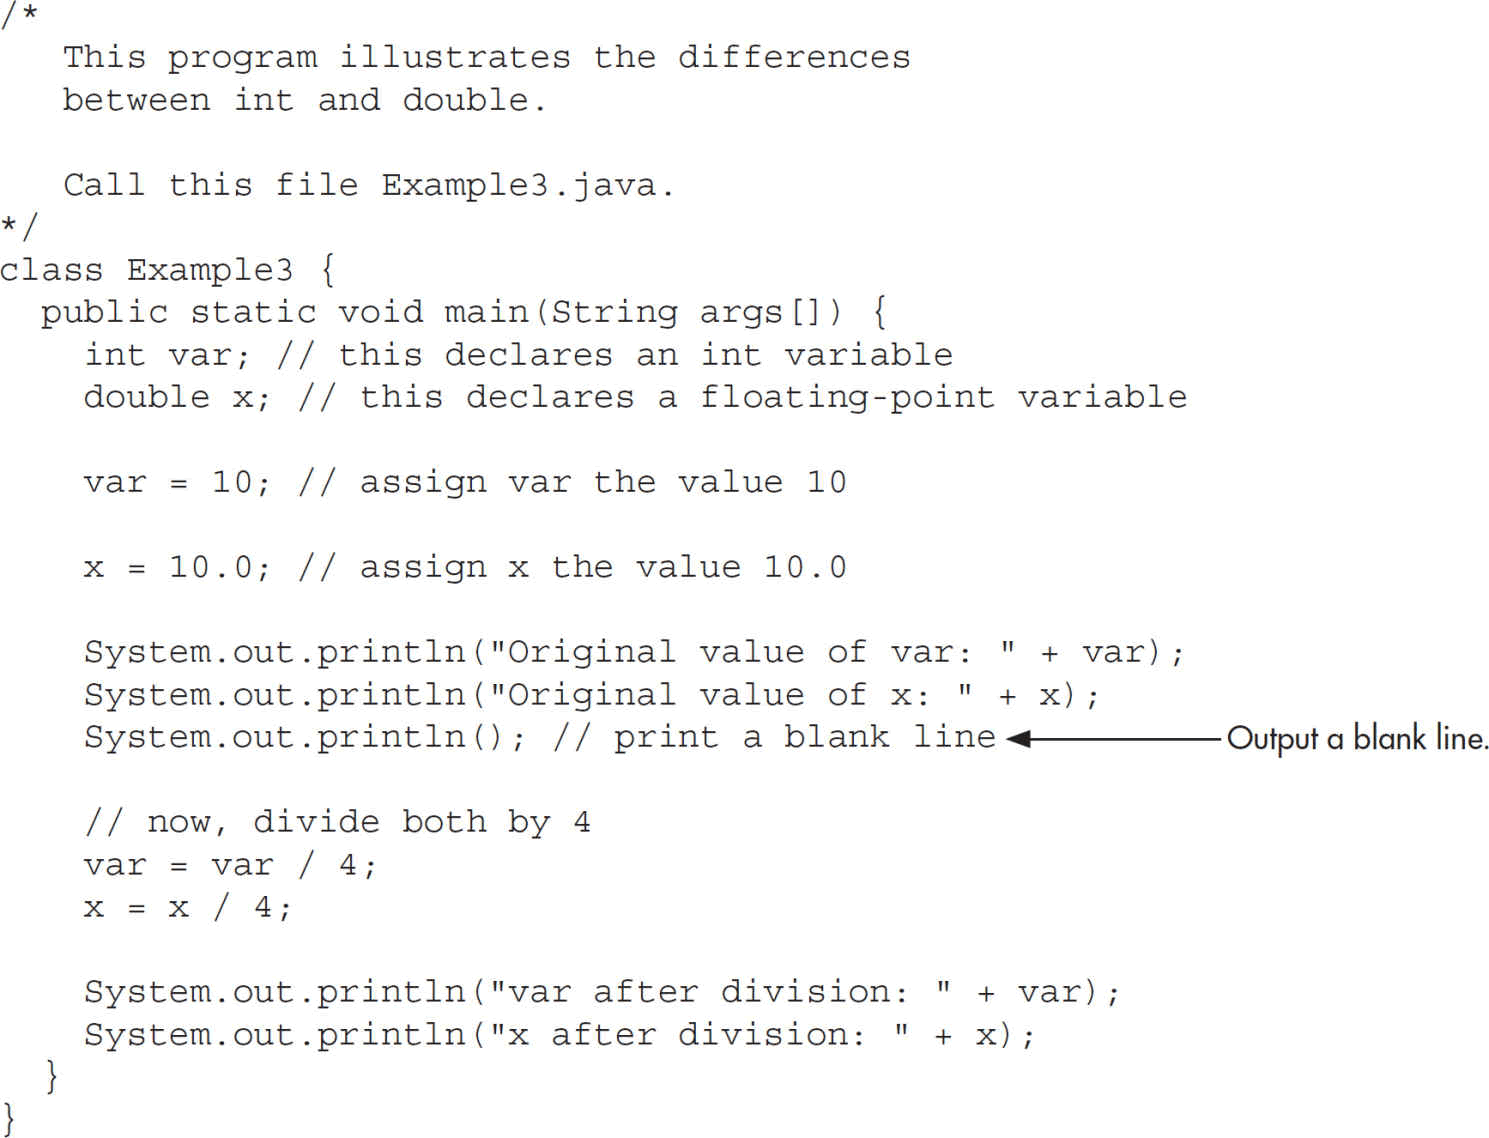 /*
   This program illustrates the differences
   between int and double.

   Call this file Example3.java.
*/
class Example3 {
  public static void main(String args[]) {
    int var; // this declares an int variable
    double x; // this declares a floating-point variable

    var = 10; // assign var the value 10

    x = 10.0; // assign x the value 10.0

    System.out.println("Original value of var: " + var);
    System.out.println("Original value of x: " + x);
    System.out.println(); // print a blank line Output a blank line.

    // now, divide both by 4
    var = var / 4;
    x = x / 4;

    System.out.println("var after division: " + var);
    System.out.println("x after division: " + x);
  }
}